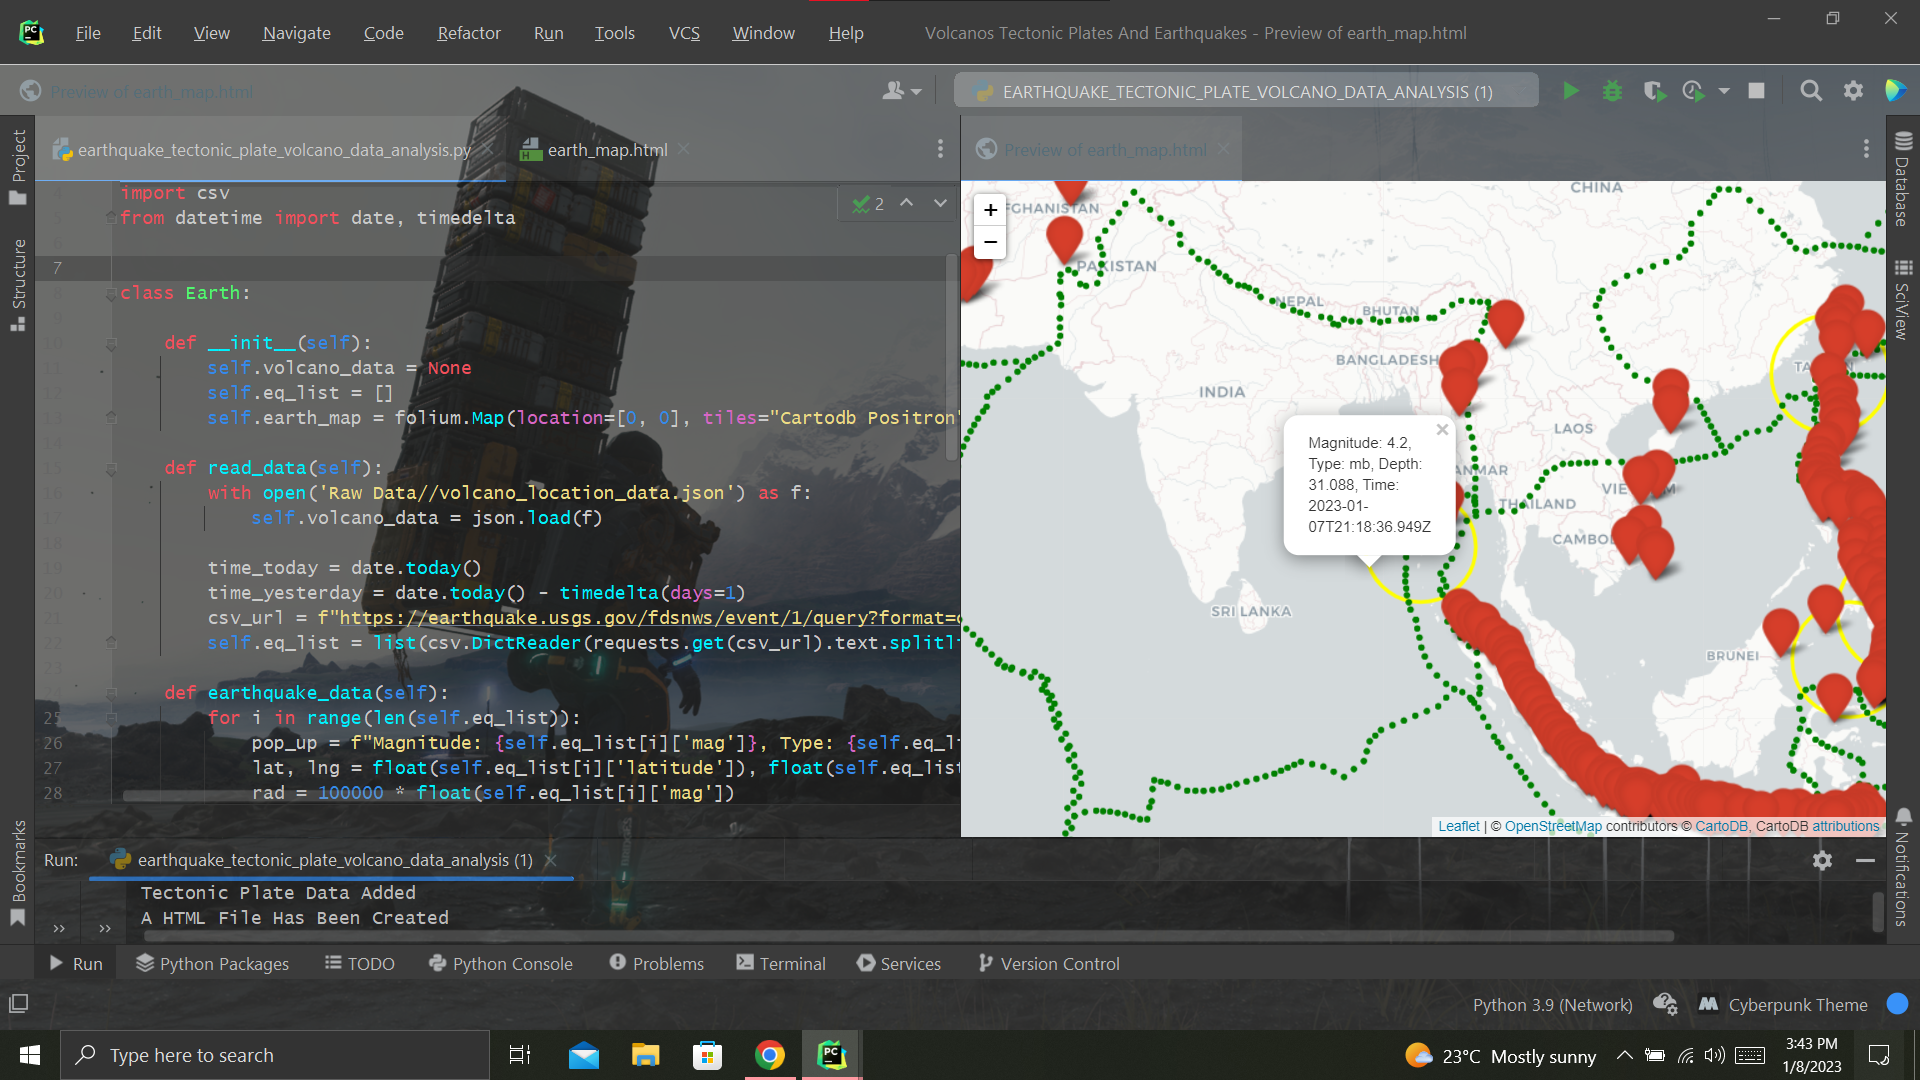 File Edit View Navigate Code Refactor Run Tools VCS Window Help Volcanos Tectonic Plates And Earthquakes - Preview of earth_map.html
Preview of earth_map.html
EARTHQUAKE_TECTONIC_PLATE_VOLCANO_DATA_ANALYSIS (1)
earthquake_tectonic_plate_volcano_data_analysis.py
earth_map.html
Preview of earth_map.html
Project
Structure
Bookmarks
import csv
from datetime import date, timedelta
2
7
class Earth:
def __init__(self):
self.volcano_data = None
self.eq_list = []
self.earth_map = folium.Map(location=[0, 0], tiles="Cartodb Positron"
def read_data(self):
with open('Raw Data//volcano_location_data.json') as f:
self.volcano_data = json.load(f)
time_today = date.today()
time_yesterday = date.today() - timedelta(days=1)
csv_url = f"https://earthquake.usgs.gov/fdsnws/event/1/query?format=
self.eq_list = list(csv.DictReader(requests.get(csv_url).text.splitli
def earthquake_data(self):
25 for i in range(len(self.eq_list)):
26 pop_up = f"Magnitude: {self.eq_list[i]['mag']}, Type: {self.eq_l
27 lat, lng = float(self.eq_list[i]['latitude']), float(self.eq_list
28 rad = 100000 * float(self.eq_list[i]['mag'])
+
−
CHINA
FGHANISTAN
PAKISTAN
NEPAL
BHUTAN
BANGLADESH
INDIA
LAOS
THAILAND
SRI LANKA
BRUNEI
Magnitude: 4.2,
Type: mb, Depth:
31.088, Time:
2023-01-
07T21:18:36.949Z
Leaflet | © OpenStreetMap contributors © CartoDB, CartoDB attributions
Database
SciView
Notifications
Run: earthquake_tectonic_plate_volcano_data_analysis (1)
Tectonic Plate Data Added
A HTML File Has Been Created
Run Python Packages TODO Python Console Problems Terminal Services Version Control
Python 3.9 (Network) Cyberpunk Theme
Type here to search
23°C Mostly sunny
3:43 PM
1/8/2023